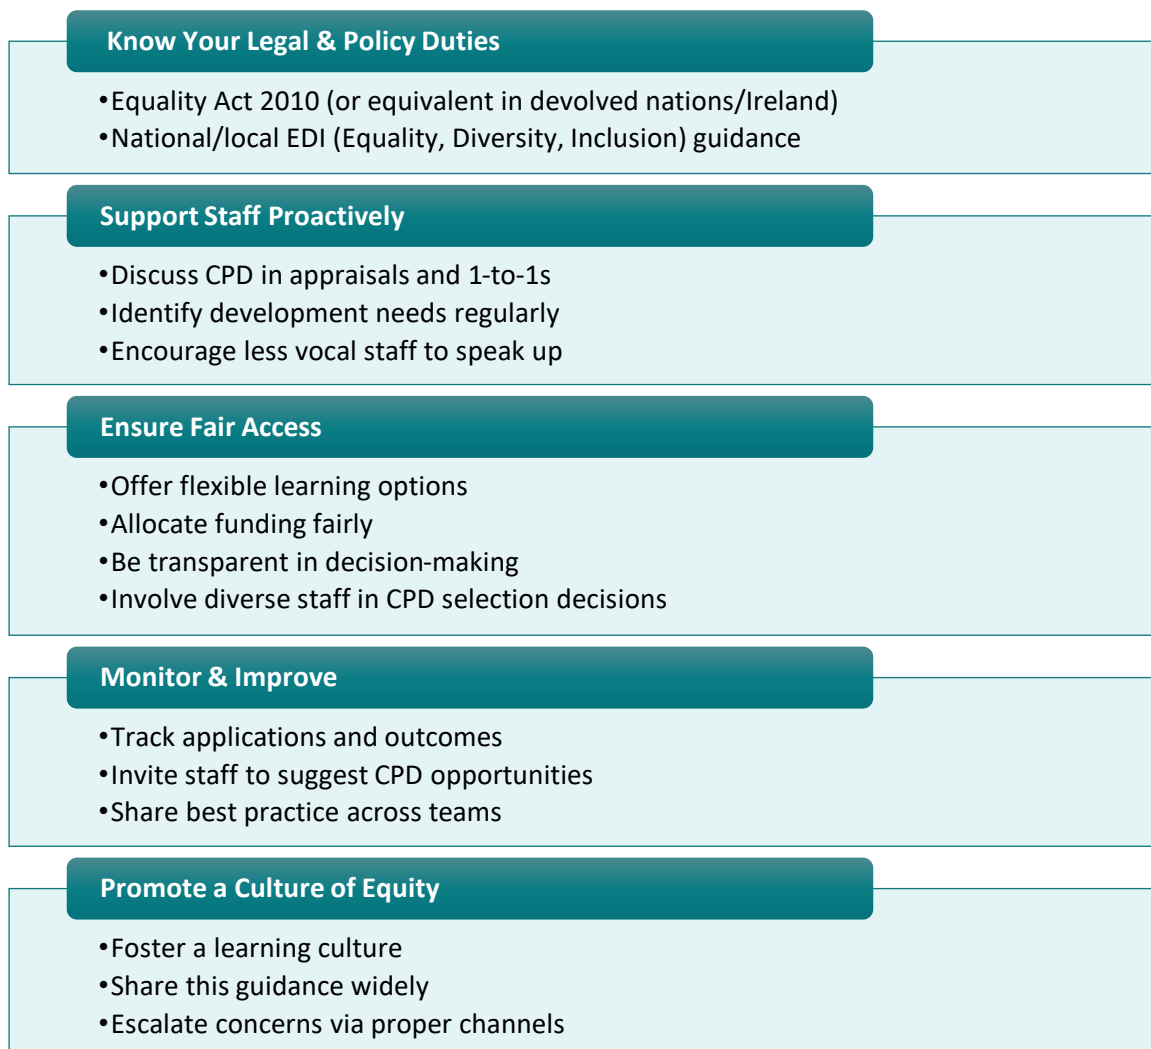 Know Your Legal & Policy Duties
•Equality Act 2010 (or equivalent in devolved nations/Ireland)
•National/local EDI (Equality, Diversity, Inclusion) guidance
Support Staff Proactively
•Discuss CPD in appraisals and 1-to-1s
•Identify development needs regularly
•Encourage less vocal staff to speak up
Ensure Fair Access
•Offer flexible learning options
•Allocate funding fairly
•Be transparent in decision-making
•Involve diverse staff in CPD selection decisions
Monitor & Improve
•Track applications and outcomes
•Invite staff to suggest CPD opportunities
•Share best practice across teams
Promote a Culture of Equity
•Foster a learning culture
•Share this guidance widely
•Escalate concerns via proper channels